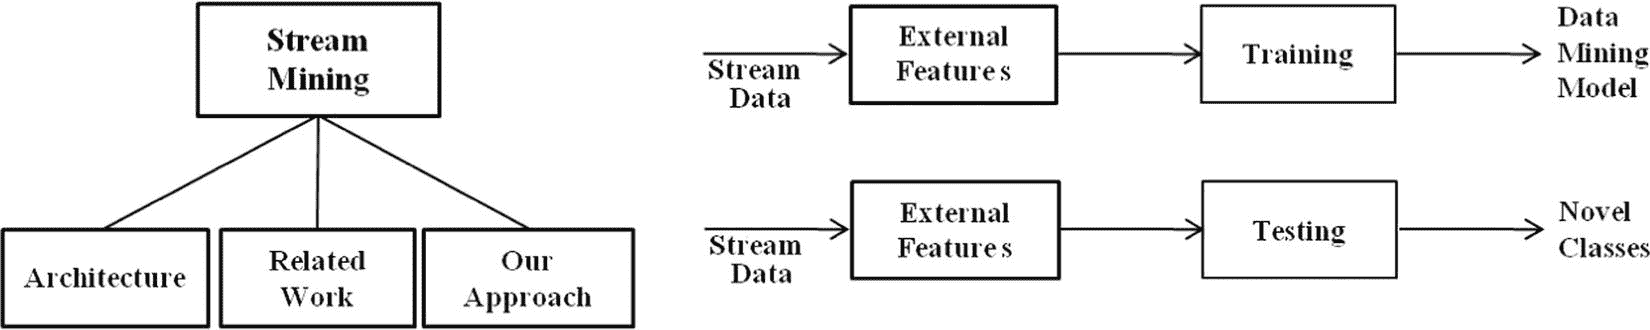 Stream
Mining
Architecture
Related
Work
Our
Approach
Stream
Data
External
Features
Training
Data
Mining
Model
Stream
Data
External
Features
Testing
Novel
Classes